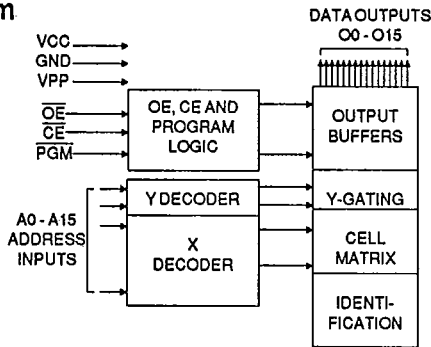 m
DATA OUTPUTS
O0 - O15
VCC
GND
VPP
OE
CE
PGM
OE, CE AND
PROGRAM
LOGIC
OUTPUT
BUFFERS
A0 - A15
ADDRESS
INPUTS
Y DECODER
X
DECODER
Y-GATING
CELL
MATRIX
IDENTI-
FICATION